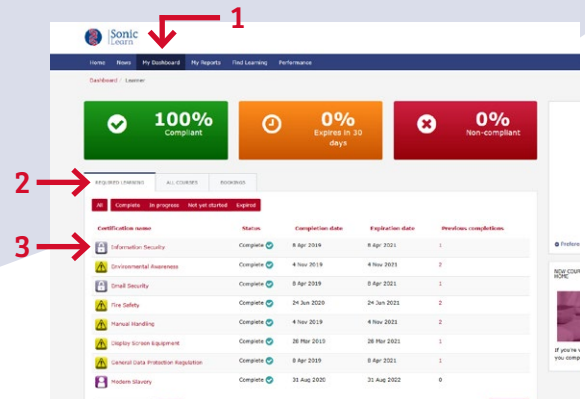 1
Sonic
Learn
Home News My Dashboard My Reports Find Learning Performance
Dashboard / Learner
100%
Compliant
0%
Expires in 30
days
0%
Non-compliant
2
REQUIRED LEARNING ALL COURSES BOOKINGS
All Complete In progress Not yet started Expired
Certification name Status Completion date Expiration date Previous completions
3
Information Security Complete 8 Apr 2019 8 Apr 2021 1
Environmental Awareness Complete 4 Nov 2019 4 Nov 2021 2
Email Security Complete 8 Apr 2019 8 Apr 2021 1
Fire Safety Complete 24 Jun 2020 24 Jun 2021 2
Manual Handling Complete 4 Nov 2019 4 Nov 2021 2
Display Screen Equipment Complete 26 Mar 2019 26 Mar 2021 1
General Data Protection Regulation Complete 8 Apr 2019 8 Apr 2021 1
Modern Slavery Complete 31 Aug 2020 31 Aug 2022 0
NEW COUR
HOME
If you're v
you comp